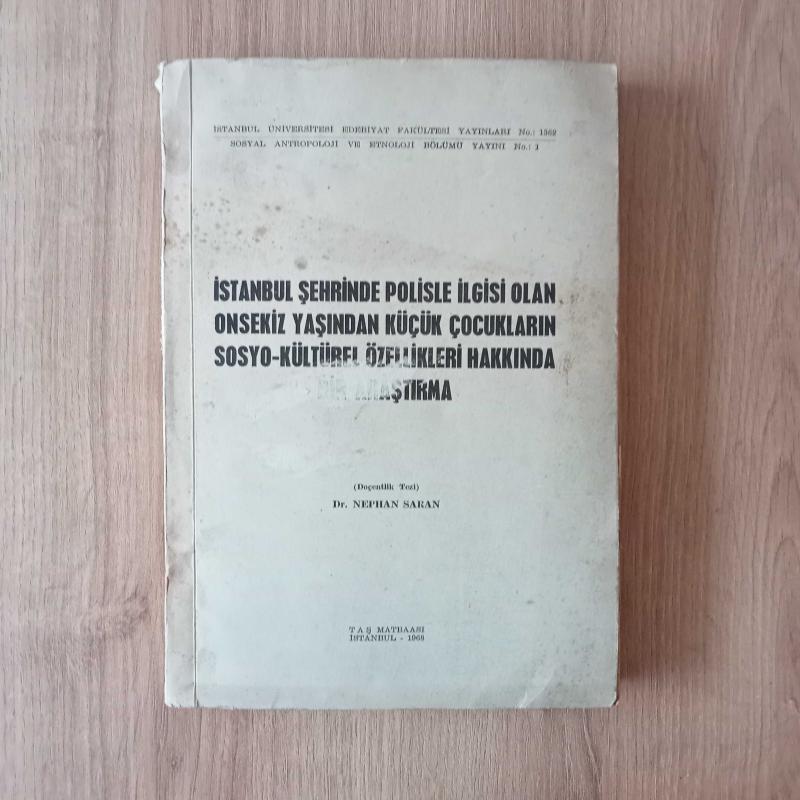 İSTANBUL ÜNİVERSİTESİ EDEBİYAT FAKÜLTESİ YAYINLARI No.: 1362
SOSYAL ANTROPOLOJİ VE ETNOLOJİ BÖLÜMÜ YAYINI No.: 1
İSTANBUL ŞEHRİNDE POLİSLE İLGİSİ OLAN
ONSEKİZ YAŞINDAN KÜÇÜK ÇOCUKLARIN
SOSYO-KÜLTÜREL ÖZELLİKLERİ HAKKINDA
BİR ARAŞTIRMA
(Doçentlik Tezi)
Dr. NEPHAN SARAN
TAŞ MATBAASI
İSTANBUL - 1968